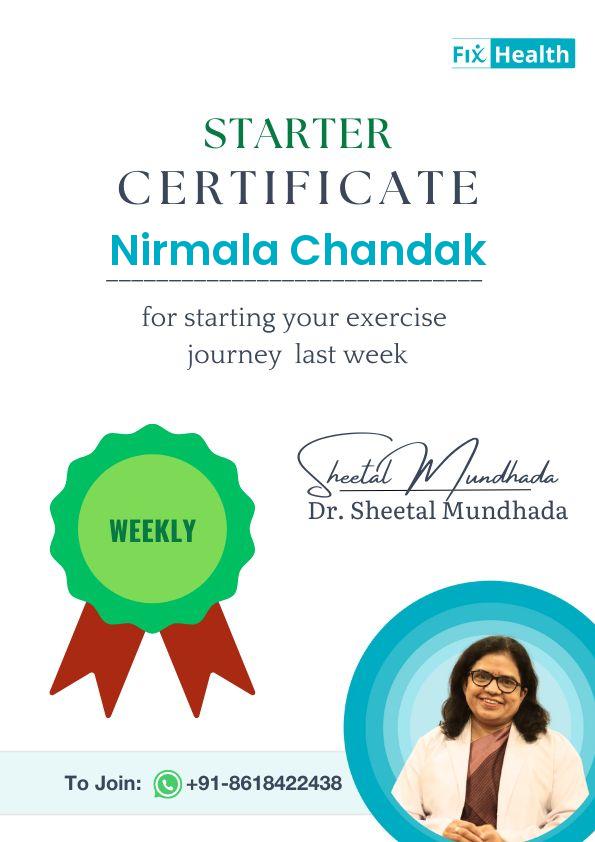 Fix Health
STARTER
CERTIFICATE
Nirmala Chandak
for starting your exercise
journey last week
WEEKLY
Sheetal Mundhada
Dr. Sheetal Mundhada
To Join: +91-8618422438